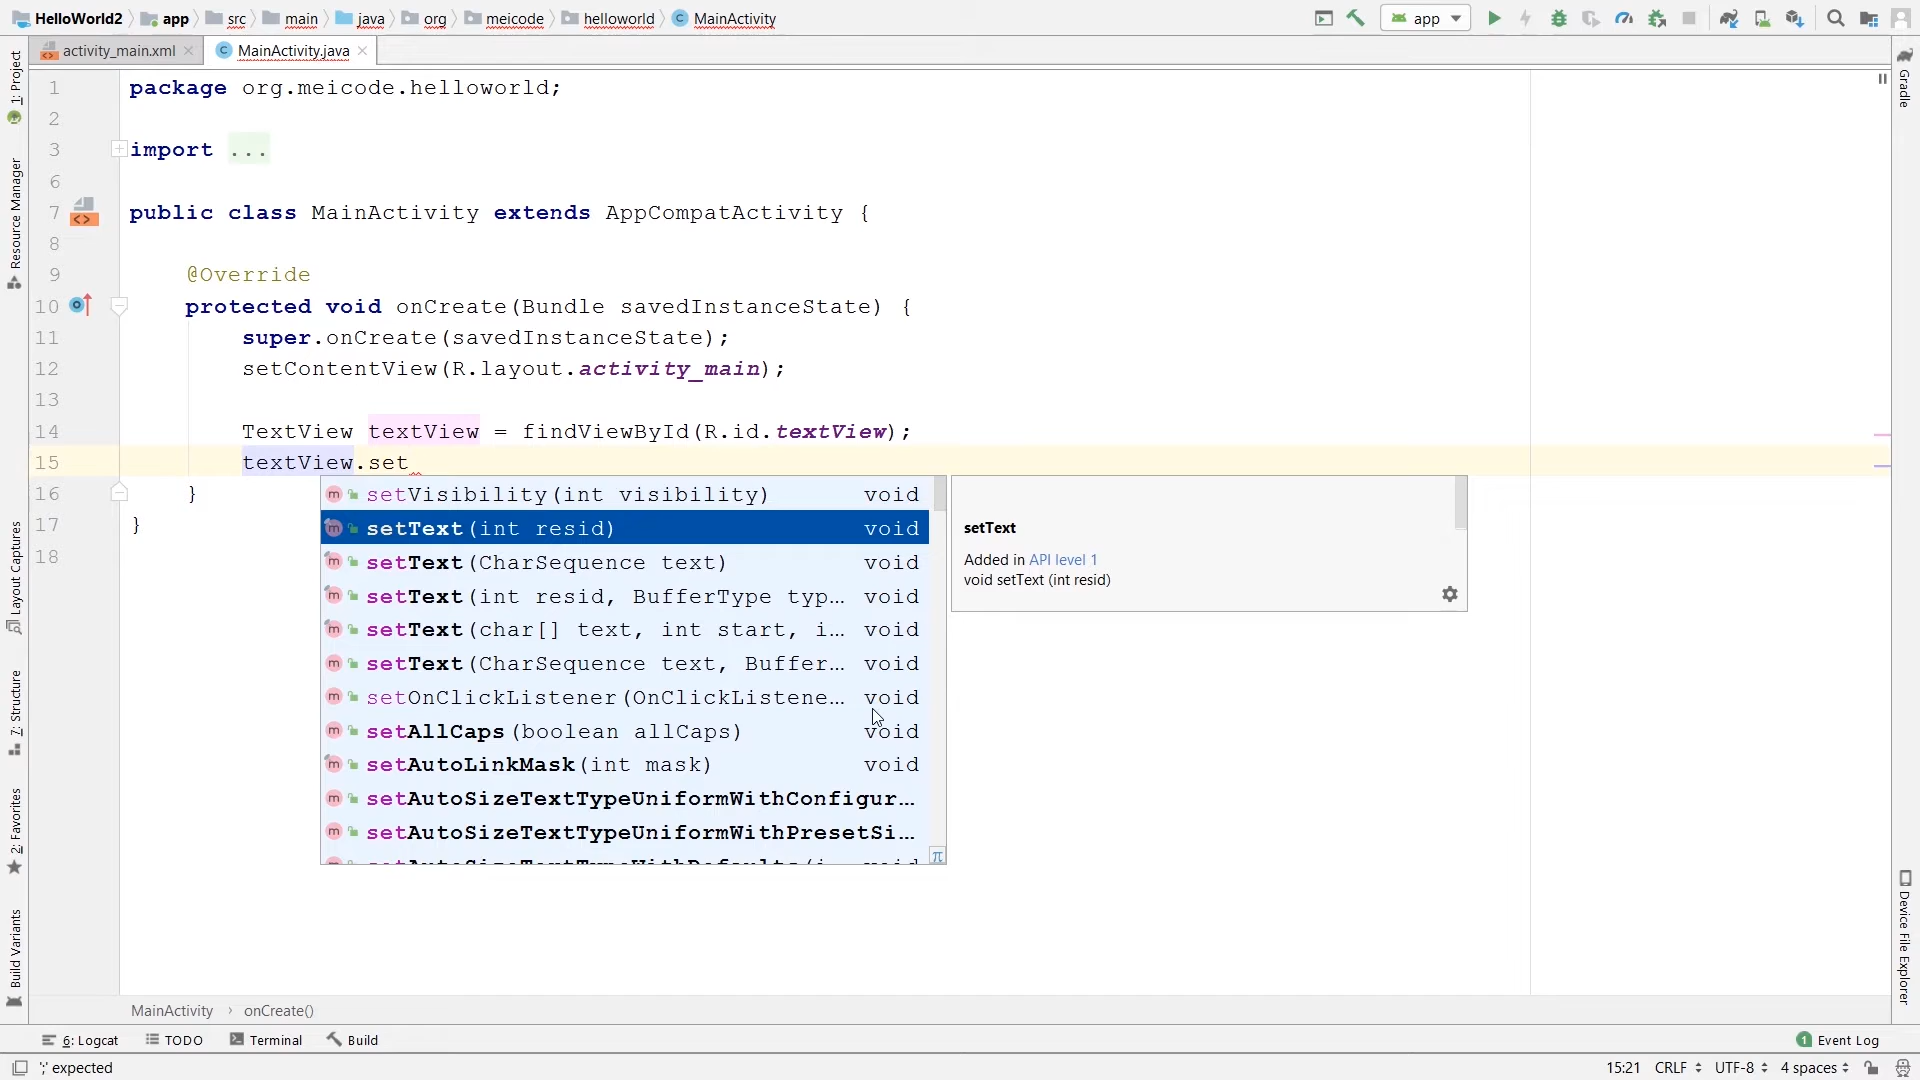 HelloWorld2 app src main java org meicode helloworld MainActivity app
activity_main.xml MainActivity.java
1: Project
Resource Manager
Layout Captures
7: Structure
2: Favorites
Build Variants
Gradle
Device File Explorer
1 package org.meicode.helloworld;
2
3 import ...
6
7 public class MainActivity extends AppCompatActivity {
8
9 @Override
10 protected void onCreate(Bundle savedInstanceState) {
11 super.onCreate(savedInstanceState);
12 setContentView(R.layout.activity_main);
13
14 TextView textView = findViewById(R.id.textView);
15 textView.set
16 }
17 }
18
setVisibility(int visibility) void
setText(int resid) void
setText(CharSequence text) void
setText(int resid, BufferType typ... void
setText(char[] text, int start, i... void
setText(CharSequence text, Buffer... void
setOnClickListener(OnClickListene... void
setAllCaps(boolean allCaps) void
setAutoLinkMask(int mask) void
setAutoSizeTextTypeUniformWithConfigur...
setAutoSizeTextTypeUniformWithPresetSi...
setText
Added in API level 1
void setText (int resid)
MainActivity › onCreate()
6: Logcat TODO Terminal Build 1 Event Log
';' expected 15:21 CRLF UTF-8 4 spaces